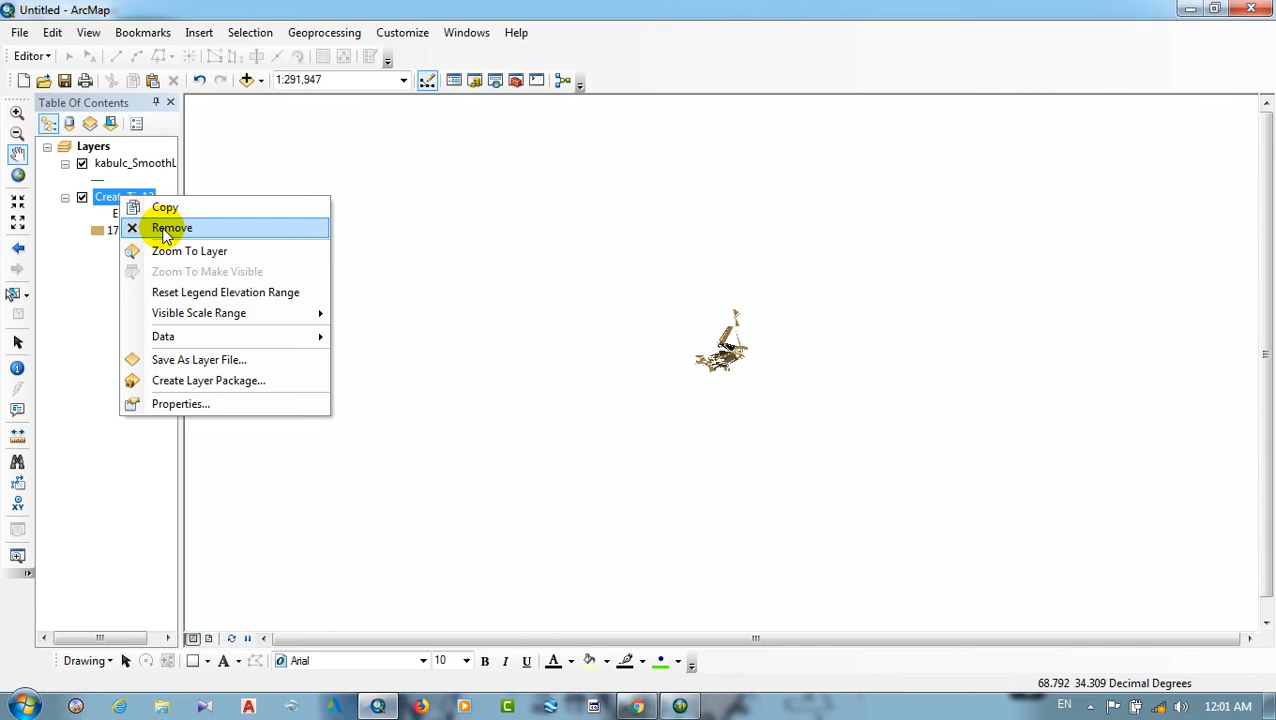 Untitled - ArcMap
File Edit View Bookmarks Insert Selection Geoprocessing Customize Windows Help
Editor
1:291,947
Table Of Contents
Layers
kabulc_SmoothL
E
17
Copy
Remove
Zoom To Layer
Zoom To Make Visible
Reset Legend Elevation Range
Visible Scale Range
Data
Save As Layer File...
Create Layer Package...
Properties...
Drawing
A
Arial
10
B I U A
68.792 34.309 Decimal Degrees
EN
12:01 AM